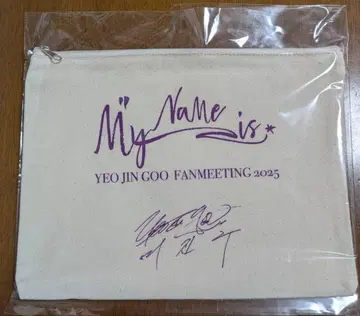 My Name is
YEO JIN GOO FANMEETING 2025
여진구